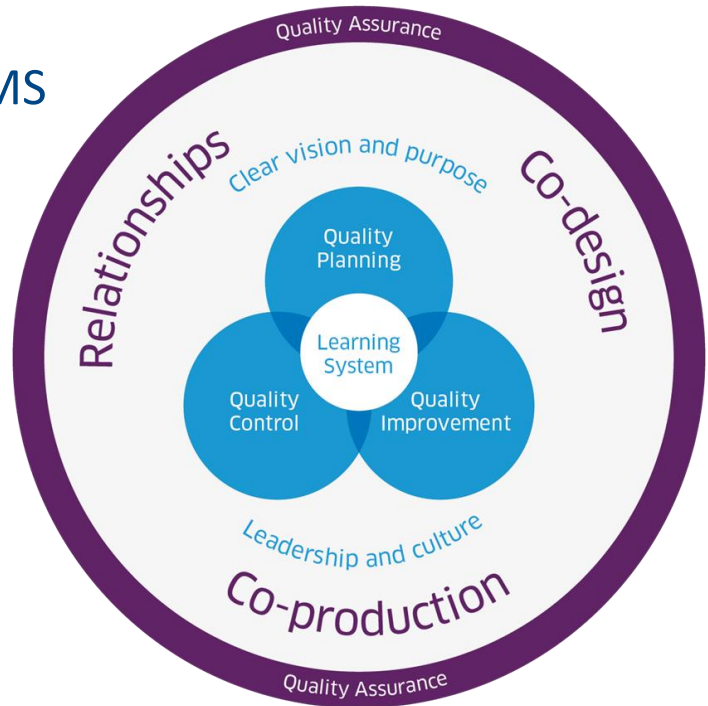 Quality Assurance
MS
Relationships
Clear vision and purpose
Co-design
Quality
Planning
Learning
System
Quality
Control
Quality
Improvement
Leadership and culture
Co-production
Quality Assurance